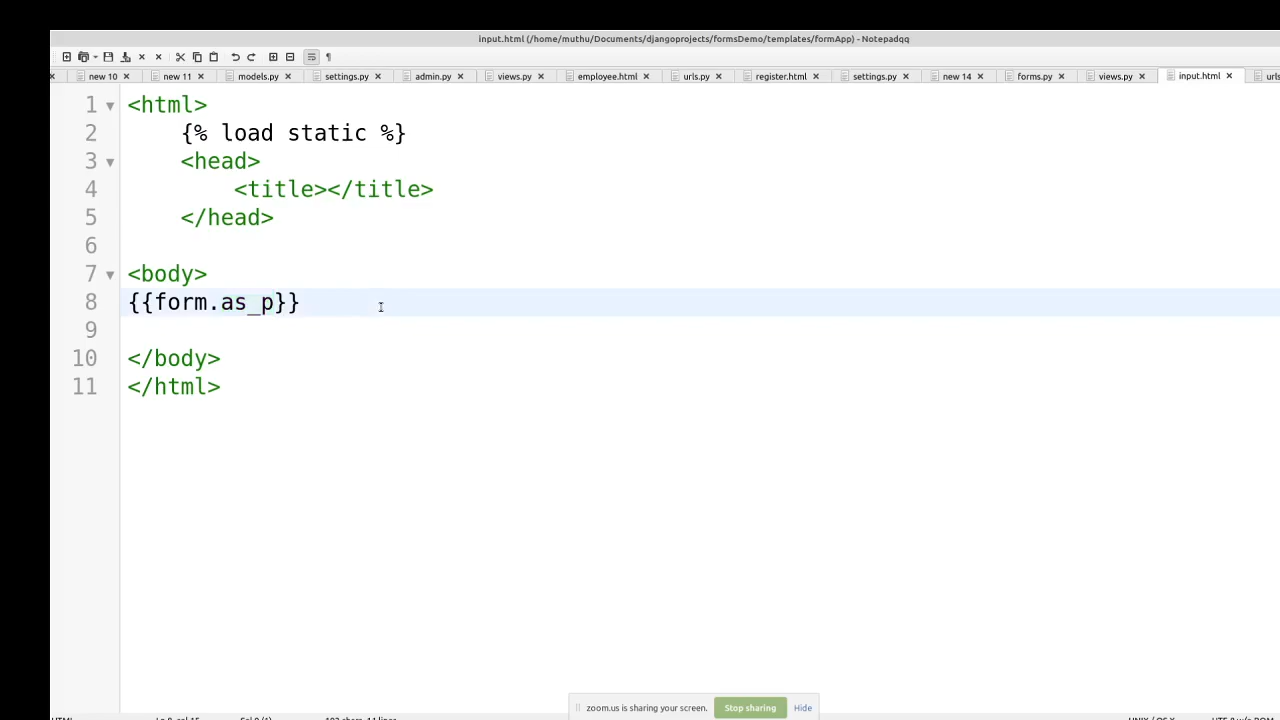 input.html (/home/muthu/Documents/djangoprojects/formsDemo/templates/formApp) - Notepadqq
new 10 new 11 models.py settings.py admin.py views.py employee.html urls.py register.html settings.py new 14 forms.py views.py input.html urls
1 <html>
2 {% load static %}
3 <head>
4 <title></title>
5 </head>
6
7 <body>
8 {{form.as_p}}
9
10 </body>
11 </html>
zoom.us is sharing your screen. Stop sharing Hide